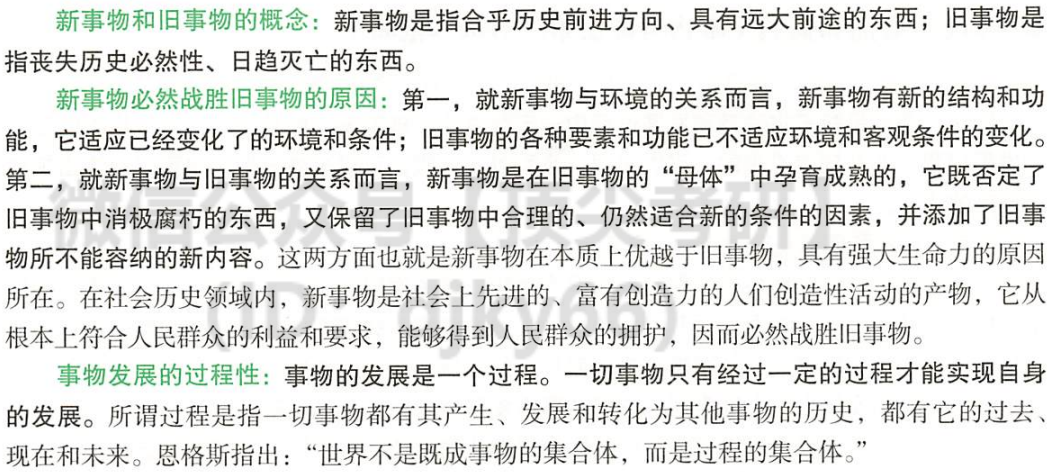 新事物和旧事物的概念：新事物是指合乎历史前进方向、具有远大前途的东西；旧事物是
指丧失历史必然性、日趋灭亡的东西。
新事物必然战胜旧事物的原因：第一，就新事物与环境的关系而言，新事物有新的结构和功
能，它适应已经变化了的环境和条件；旧事物的各种要素和功能已不适应环境和客观条件的变化。
第二，就新事物与旧事物的关系而言，新事物是在旧事物的“母体”中孕育成熟的，它既否定了
旧事物中消极腐朽的东西，又保留了旧事物中合理的、仍然适合新的条件的因素，并添加了旧事
物所不能容纳的新内容。这两方面也就是新事物在本质上优越于旧事物，具有强大生命力的原因
所在。在社会历史领域内，新事物是社会上先进的、富有创造力的人们创造性活动的产物，它从
根本上符合人民群众的利益和要求，能够得到人民群众的拥护，因而必然战胜旧事物。
事物发展的过程性：事物的发展是一个过程。一切事物只有经过一定的过程才能实现自身
的发展。所谓过程是指一切事物都有其产生、发展和转化为其他事物的历史，都有它的过去、
现在和未来。恩格斯指出：“世界不是既成事物的集合体，而是过程的集合体。”
微信公众号【顶尖考研】
(ID：djky66)